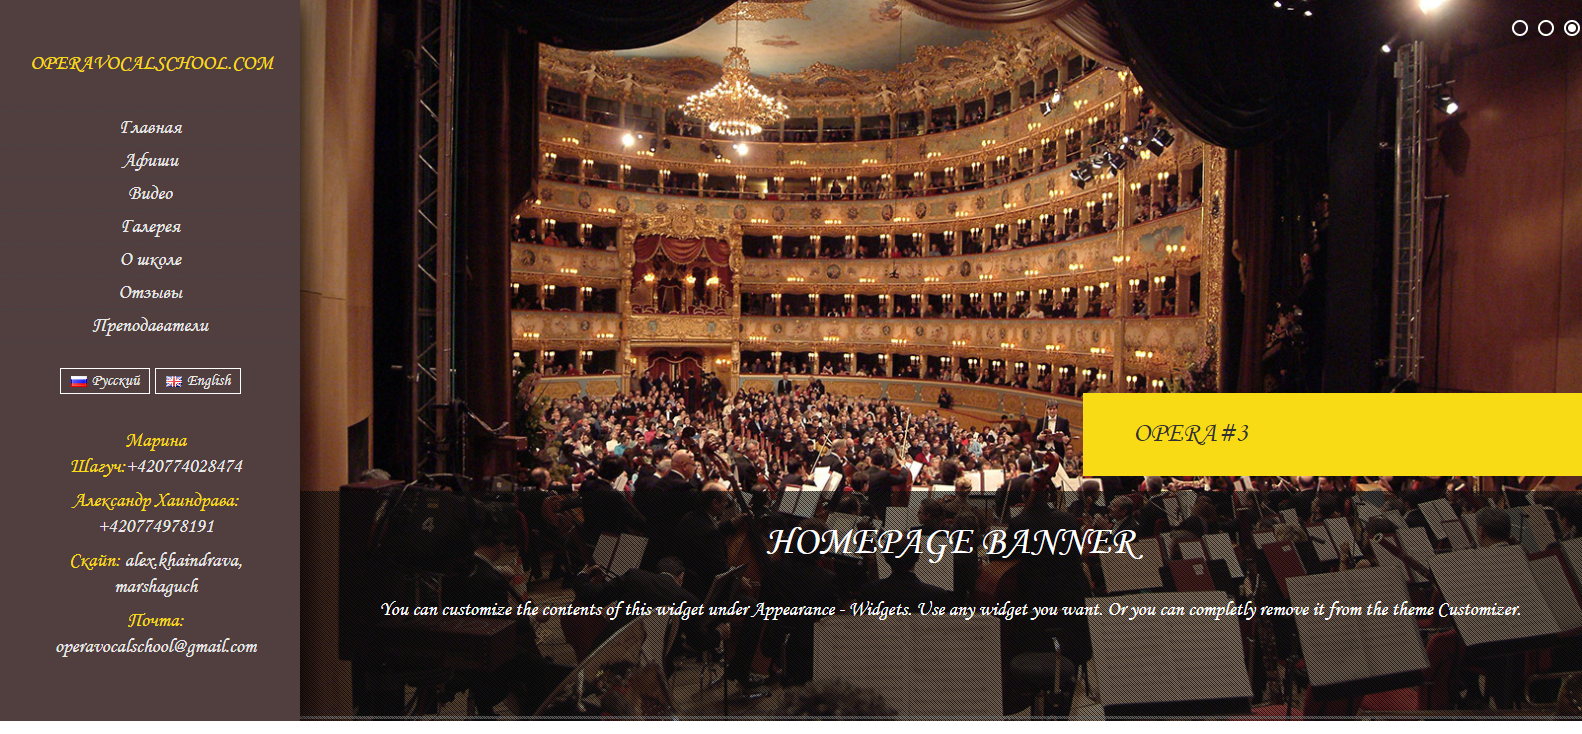 OPERAVOCALSCHOOL.COM
Главная
Афиши
Видео
Галерея
О школе
Отзывы
Преподаватели
Русский English
Марина
Шагуч:+420774028474
Александр Хаиндрава:
+420774978191
Скайп: alex.khaindrava,
marshaguch
Почта:
operavocalschool@gmail.com
OPERA#3
HOMEPAGE BANNER
You can customize the contents of this widget under Appearance - Widgets. Use any widget you want. Or you can completly remove it from the theme Customizer.
4